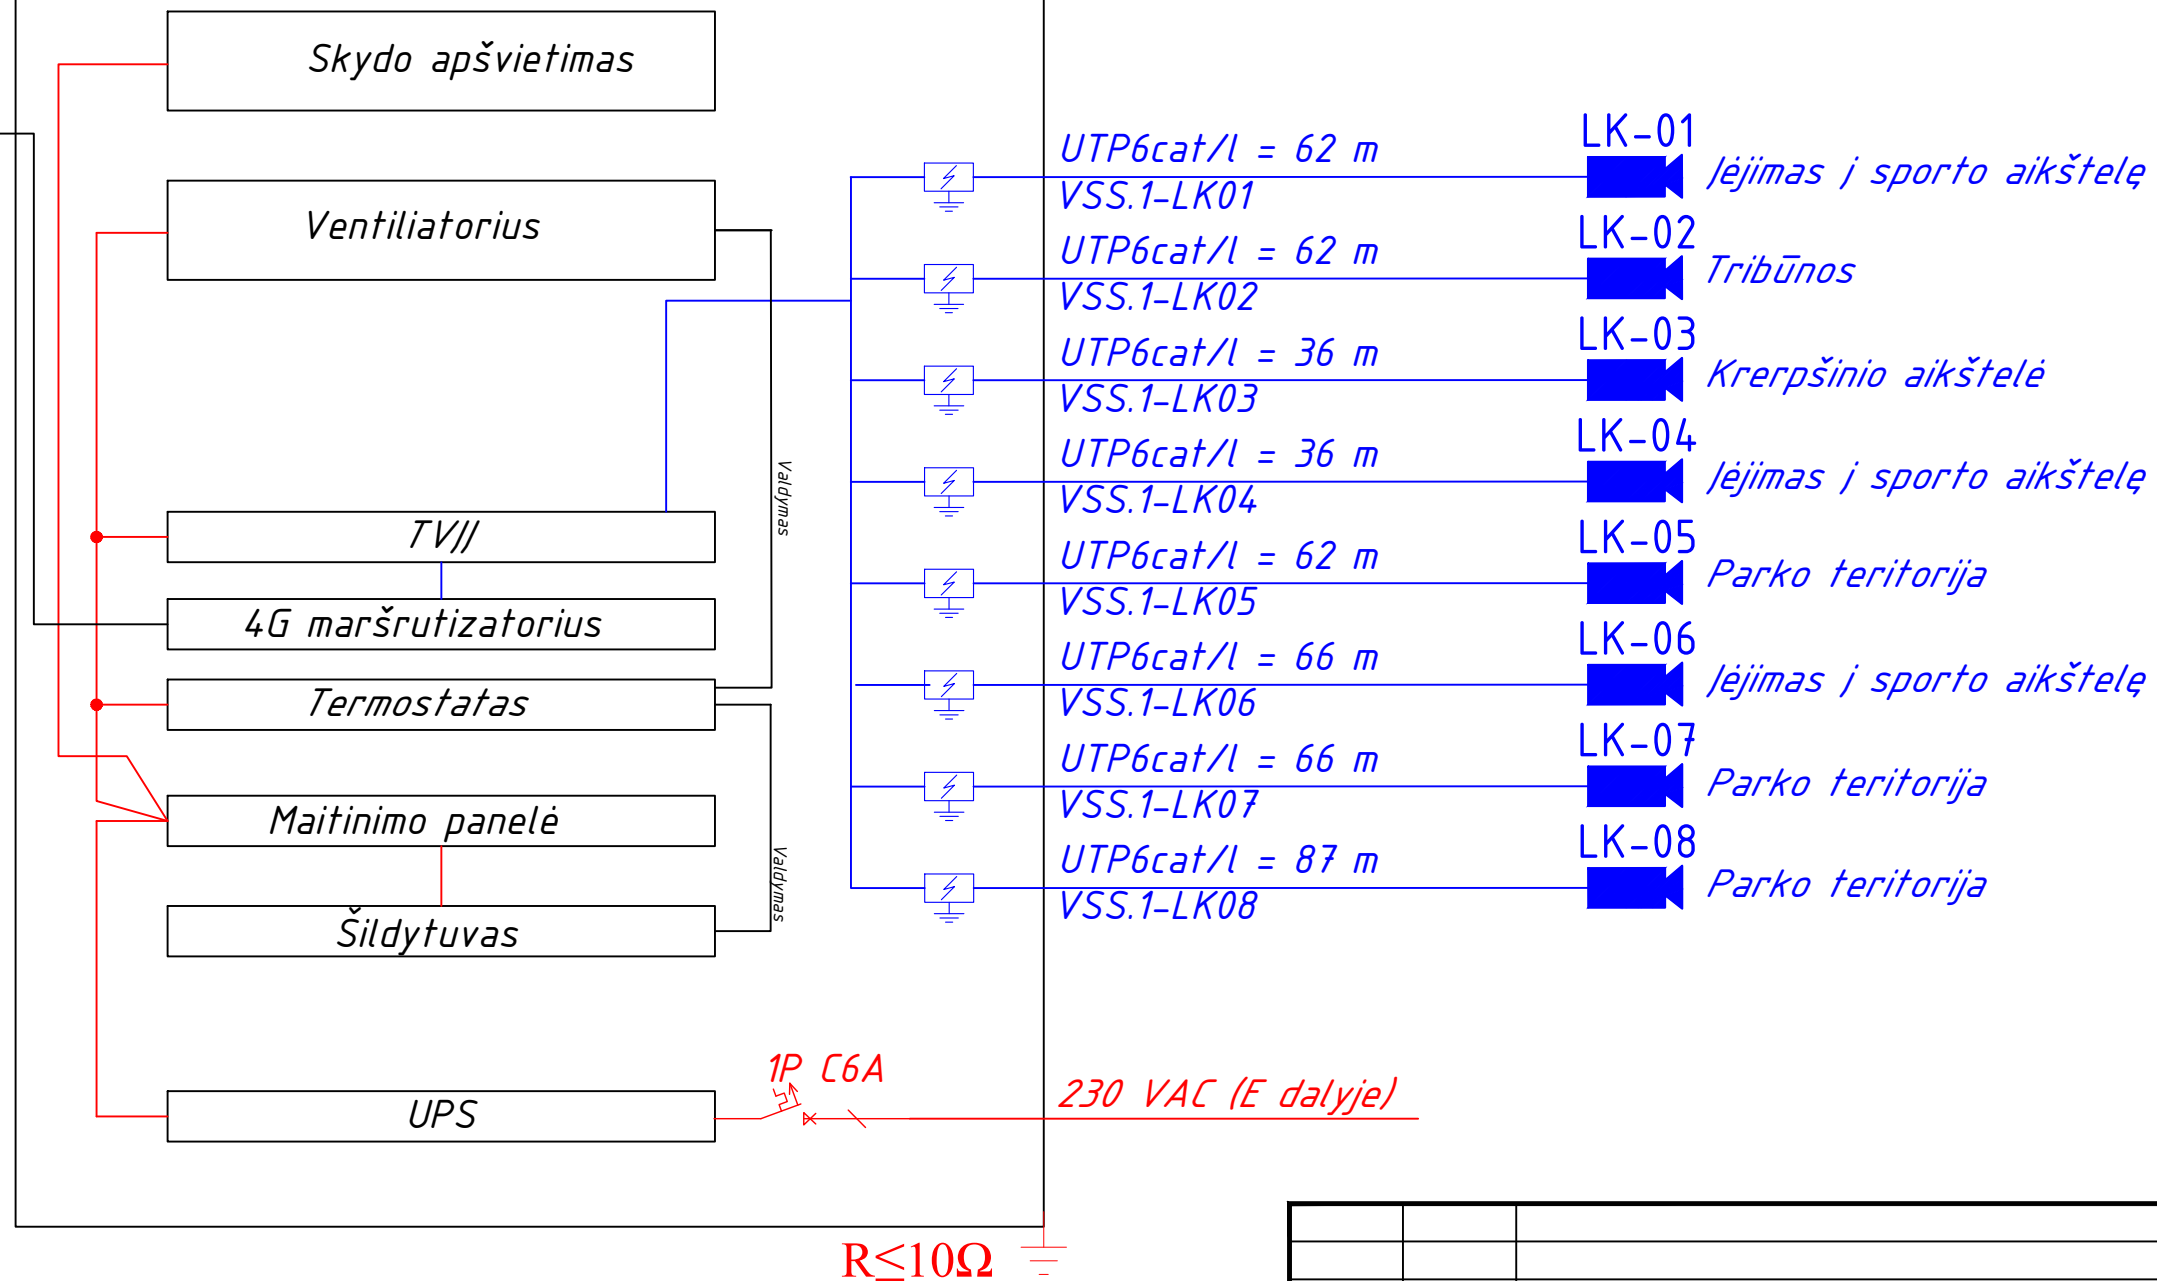 Skydo apšvietimas
Ventiliatorius
TVĮĮ
4G maršrutizatorius
Termostatas
Maitinimo panelė
Šildytuvas
UPS
Valdymas
Valdymas
1P C6A
230 VAC (E dalyje)
R≤10Ω
UTP6cat/l = 62 m
VSS.1-LK01
LK-01
Įėjimas į sporto aikštelę
UTP6cat/l = 62 m
VSS.1-LK02
LK-02
Tribūnos
UTP6cat/l = 36 m
VSS.1-LK03
LK-03
Krerpšinio aikštelė
UTP6cat/l = 36 m
VSS.1-LK04
LK-04
Įėjimas į sporto aikštelę
UTP6cat/l = 62 m
VSS.1-LK05
LK-05
Parko teritorija
UTP6cat/l = 66 m
VSS.1-LK06
LK-06
Įėjimas į sporto aikštelę
UTP6cat/l = 66 m
VSS.1-LK07
LK-07
Parko teritorija
UTP6cat/l = 87 m
VSS.1-LK08
LK-08
Parko teritorija